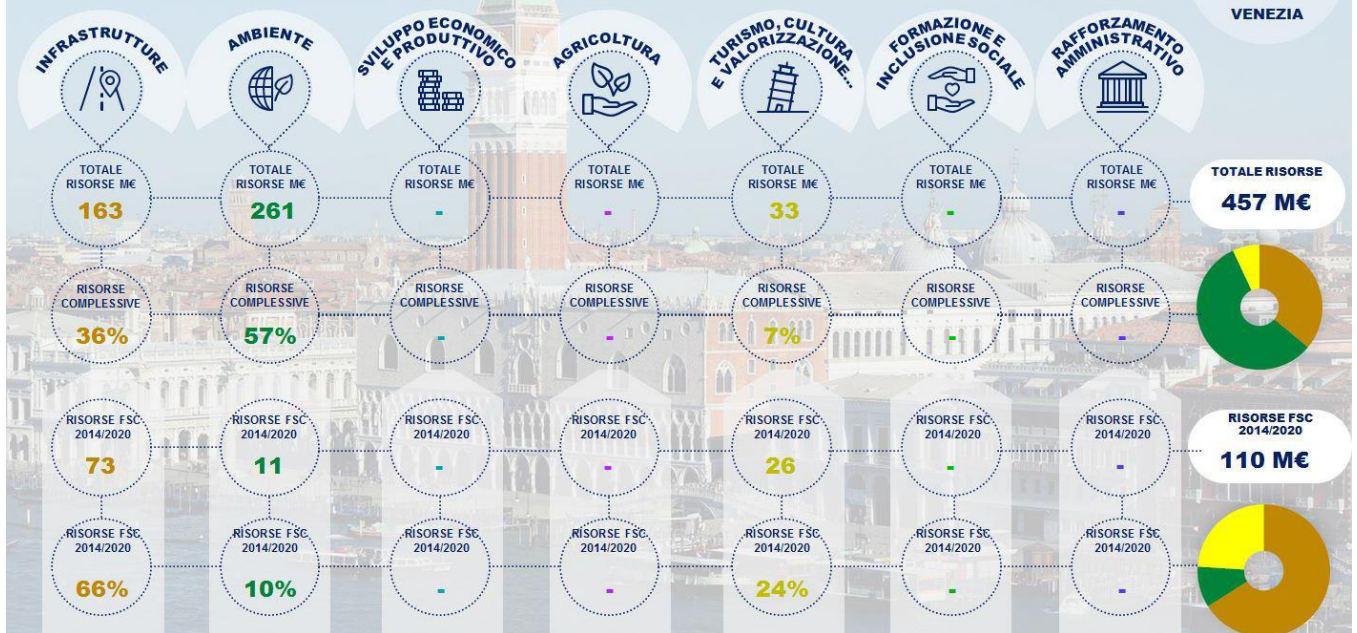 VENEZIA
INFRASTRUTTURE
AMBIENTE
SVILUPPO ECONOMICO
E PRODUTTIVO
AGRICOLTURA
TURISMO, CULTURA
E VALORIZZAZIONE...
FORMAZIONE E
INCLUSIONE SOCIALE
RAFFORZAMENTO
AMMINISTRATIVO
TOTALE
RISORSE M€
163
TOTALE
RISORSE M€
261
TOTALE
RISORSE M€
-
TOTALE
RISORSE M€
-
TOTALE
RISORSE M€
33
TOTALE
RISORSE M€
-
TOTALE
RISORSE M€
-
TOTALE RISORSE
457 M€
RISORSE
COMPLESSIVE
36%
RISORSE
COMPLESSIVE
57%
RISORSE
COMPLESSIVE
-
RISORSE
COMPLESSIVE
-
RISORSE
COMPLESSIVE
7%
RISORSE
COMPLESSIVE
-
RISORSE
COMPLESSIVE
-
RISORSE FSC
2014/2020
73
RISORSE FSC
2014/2020
11
RISORSE FSC
2014/2020
-
RISORSE FSC
2014/2020
-
RISORSE FSC
2014/2020
26
RISORSE FSC
2014/2020
-
RISORSE FSC
2014/2020
-
RISORSE FSC
2014/2020
110 M€
RISORSE FSC
2014/2020
66%
RISORSE FSC
2014/2020
10%
RISORSE FSC
2014/2020
-
RISORSE FSC
2014/2020
-
RISORSE FSC
2014/2020
24%
RISORSE FSC
2014/2020
-
RISORSE FSC
2014/2020
-